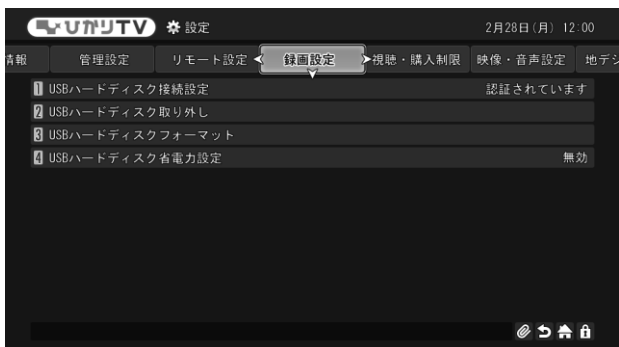 ひかりTV 設定 2月28日(月) 12:00
情報 管理設定 リモート設定 録画設定 視聴・購入制限 映像・音声設定 地デジ
1 USBハードディスク接続設定 認証されています
2 USBハードディスク取り外し
3 USBハードディスクフォーマット
4 USBハードディスク省電力設定 無効